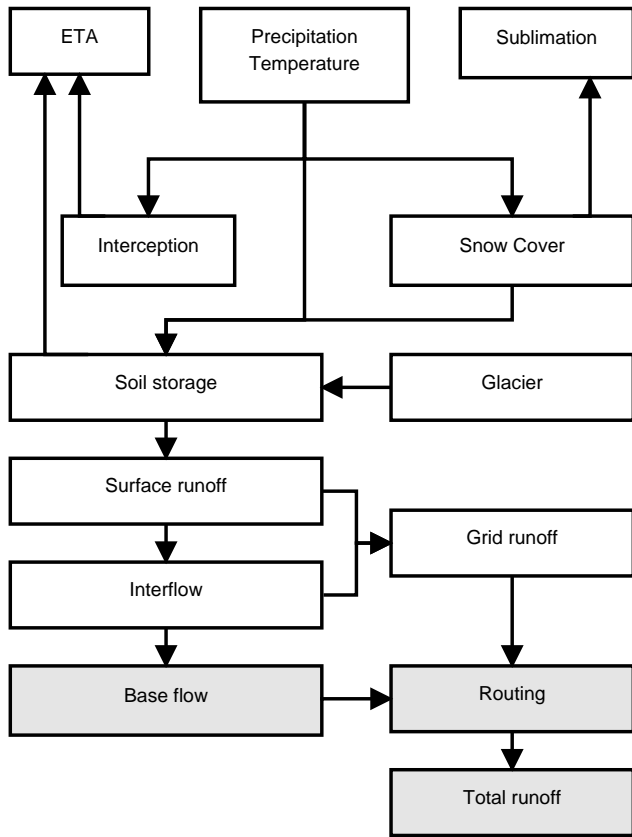 ETA
Precipitation
Temperature
Sublimation
Interception
Snow Cover
Soil storage
Glacier
Surface runoff
Grid runoff
Interflow
Base flow
Routing
Total runoff